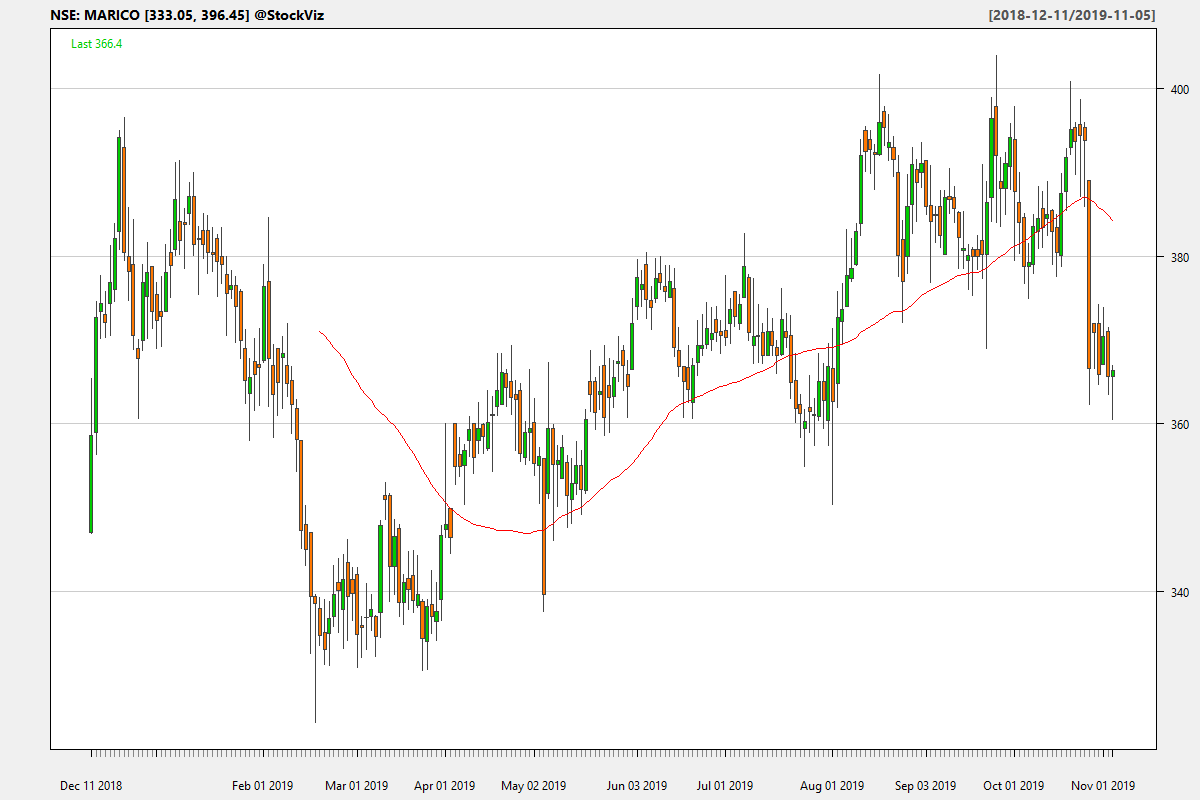 NSE: MARICO [333.05, 396.45] @StockViz
[2018-12-11/2019-11-05]
Last 366.4
400
380
360
340
Dec 11 2018
Feb 01 2019
Mar 01 2019
Apr 01 2019
May 02 2019
Jun 03 2019
Jul 01 2019
Aug 01 2019
Sep 03 2019
Oct 01 2019
Nov 01 2019